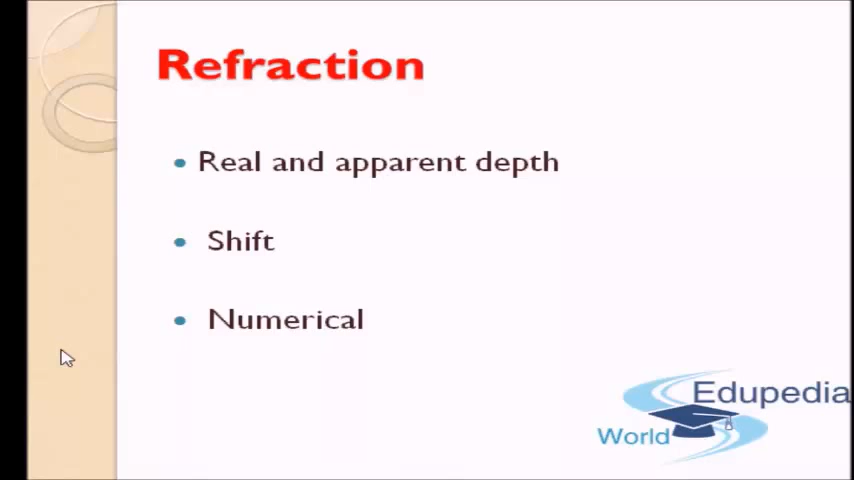 Refraction
Real and apparent depth
Shift
Numerical
Edupedia
World